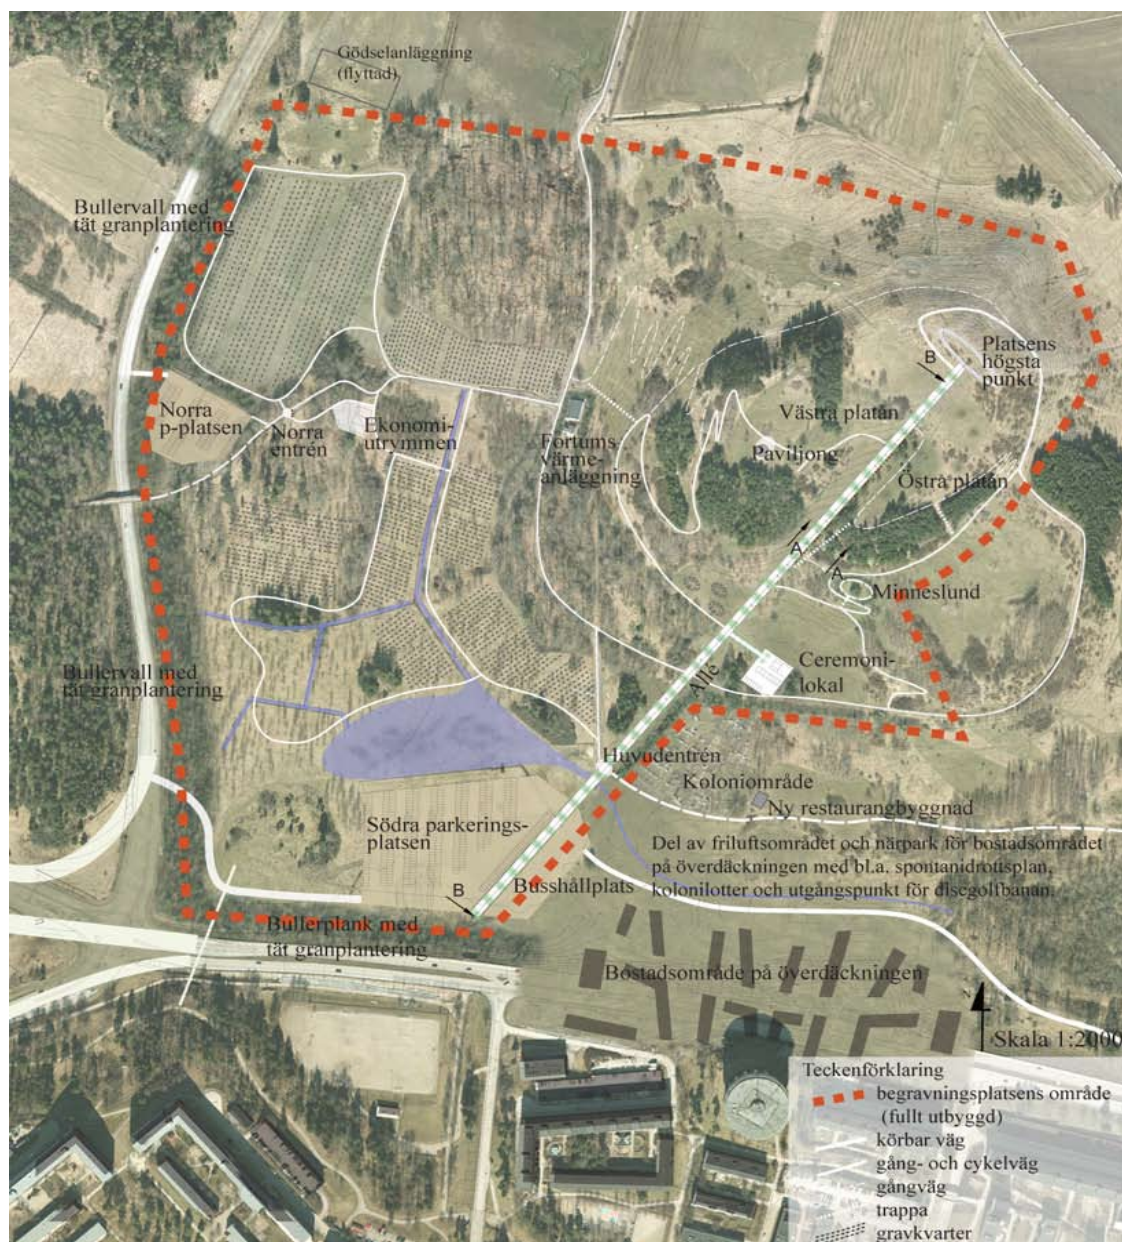 Gödselanläggning
(flyttad)
Bullervall med
tät granplantering
Platsens
högsta
punkt
B
Norra
p-platsen
Norra
entrén
Ekonomi-
utrymmen
Fortums
värme-
anläggning
Västra platån
Paviljong
Östra platån
A
A
Minneslund
Bullervall med
tät granplantering
Ceremoni-
lokal
Allé
Huvudentrén
Koloniområde
Ny restaurangbyggnad
Södra parkerings-
platsen
Del av friluftsområdet och närpark för bostadsområdet
på överdäckningen med bl.a. spontanidrottsplan,
kolonilotter och utgångspunkt för discgolfbanan.
B
Busshållplats
Bullerplank med
tät granplantering
Bostadsområde på överdäckningen
Skala 1:2000
Teckenförklaring
begravningsplatsens område
(fullt utbyggd)
körbar väg
gång- och cykelväg
gångväg
trappa
gravkvarter